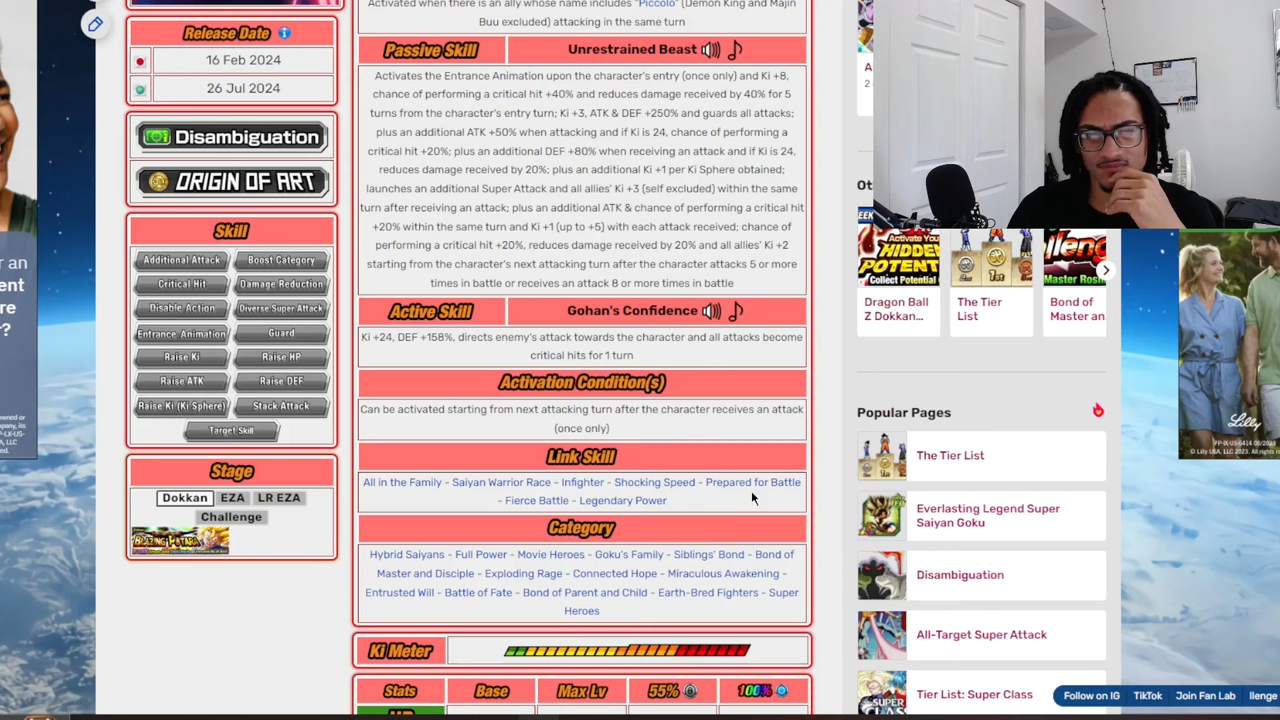 Activated when there is an ally whose name includes "Piccolo" (Demon King and Majin
Buu excluded) attacking in the same turn
Release Date
16 Feb 2024
26 Jul 2024
Disambiguation
ORIGIN OF ART
Skill
Additional Attack
Boost Category
Critical Hit
Damage Reduction
Disable Action
Diverse Super Attack
Entrance Animation
Guard
Raise Ki
Raise HP
Raise ATK
Raise DEF
Raise Ki (Ki Sphere)
Stack Attack
Target Skill
Stage
Dokkan
EZA
LR EZA
Challenge
BLAZING POTARA
Passive Skill
Unrestrained Beast
Activates the Entrance Animation upon the character's entry (once only) and Ki +8,
chance of performing a critical hit +40% and reduces damage received by 40% for 5
turns from the character's entry turn; Ki +3, ATK & DEF +250% and guards all attacks;
plus an additional ATK +50% when attacking and if Ki is 24, chance of performing a
critical hit +20%; plus an additional DEF +80% when receiving an attack and if Ki is 24,
reduces damage received by 20%; plus an additional Ki +1 per Ki Sphere obtained;
launches an additional Super Attack and all allies' Ki +3 (self excluded) within the same
turn after receiving an attack; plus an additional ATK & chance of performing a critical hit
+20% within the same turn and Ki +1 (up to +5) with each attack received; chance of
performing a critical hit +20%, reduces damage received by 20% and all allies' Ki +2
starting from the character's next attacking turn after the character attacks 5 or more
times in battle or receives an attack 8 or more times in battle
Active Skill
Gohan's Confidence
Ki +24, DEF +158%, directs enemy's attack towards the character and all attacks become
critical hits for 1 turn
Activation Condition(s)
Can be activated starting from next attacking turn after the character receives an attack
(once only)
Link Skill
All in the Family - Saiyan Warrior Race - Infighter - Shocking Speed - Prepared for Battle
- Fierce Battle - Legendary Power
Category
Hybrid Saiyans - Full Power - Movie Heroes - Goku's Family - Siblings' Bond - Bond of
Master and Disciple - Exploding Rage - Connected Hope - Miraculous Awakening -
Entrusted Will - Battle of Fate - Bond of Parent and Child - Earth-Bred Fighters - Super
Heroes
Ki Meter
Stats
Base
Max Lv
55%
100%
Activate You
HIDDEN
POTENTIAL
Collect Potential
1st
Challenge
Master Ros
Dragon Ball
Z Dokkan...
The Tier
List
Bond of
Master an
Popular Pages
The Tier List
Everlasting Legend Super
Saiyan Goku
Disambiguation
All-Target Super Attack
Tier List: Super Class
SUPER
Follow on IG
TikTok
Join Fan Lab
llenge
Lilly